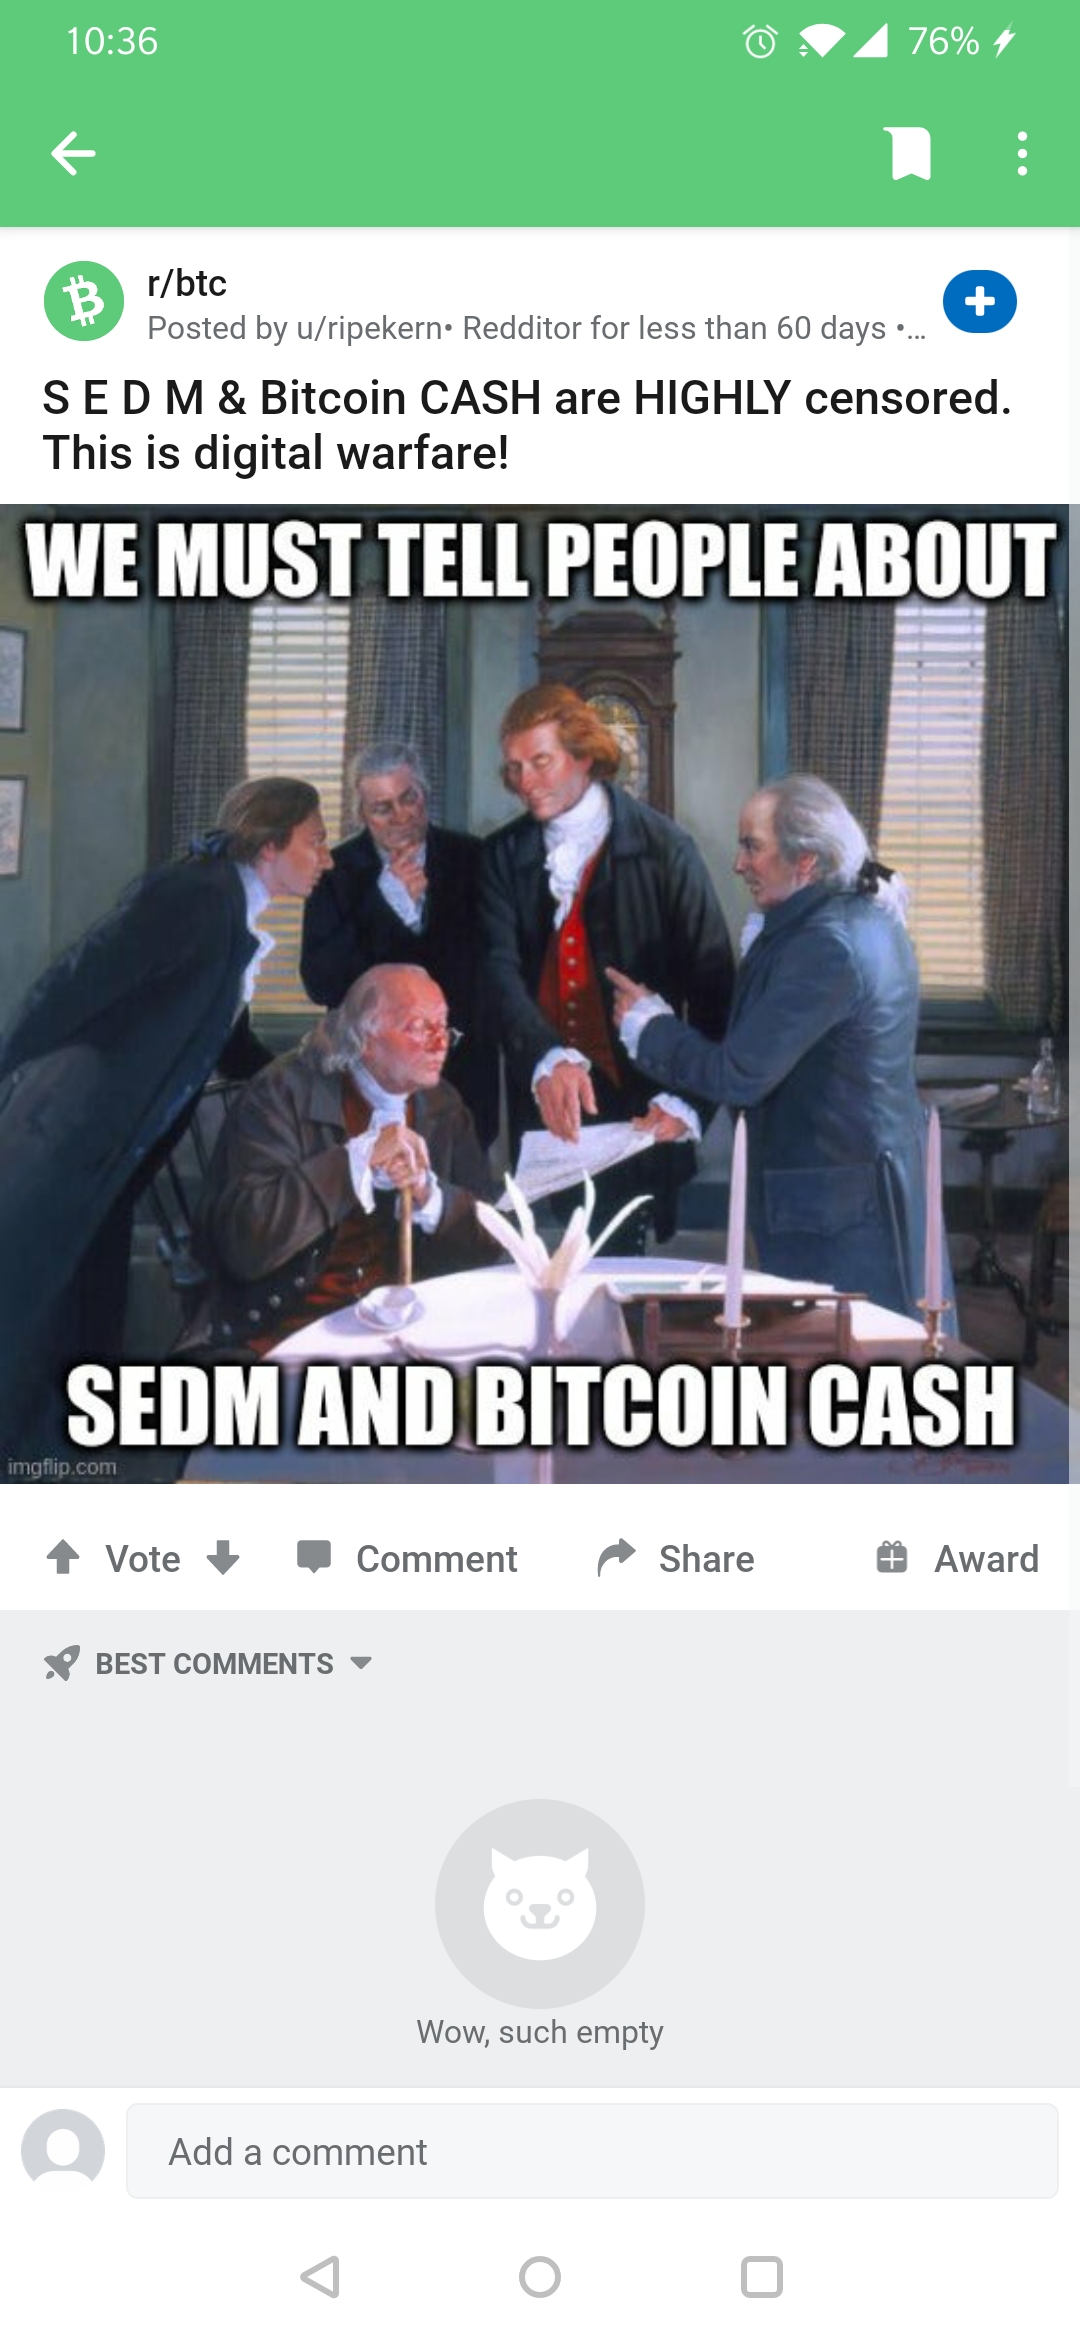 10:36
76%
r/btc
Posted by u/ripekern• Redditor for less than 60 days •...
S E D M & Bitcoin CASH are HIGHLY censored.
This is digital warfare!
WE MUST TELL PEOPLE ABOUT
SEDM AND BITCOIN CASH
imgflip.com
Vote
Comment
Share
Award
BEST COMMENTS
Wow, such empty
Add a comment